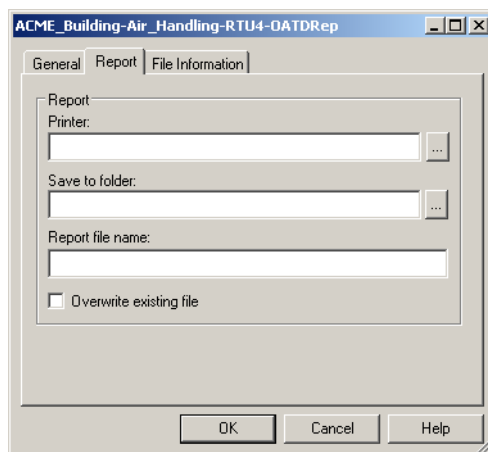 ACME_Building-Air_Handling-RTU4-OATDRep
General Report File Information
Report
Printer:
...
Save to folder:
...
Report file name:
Overwrite existing file
OK Cancel Help